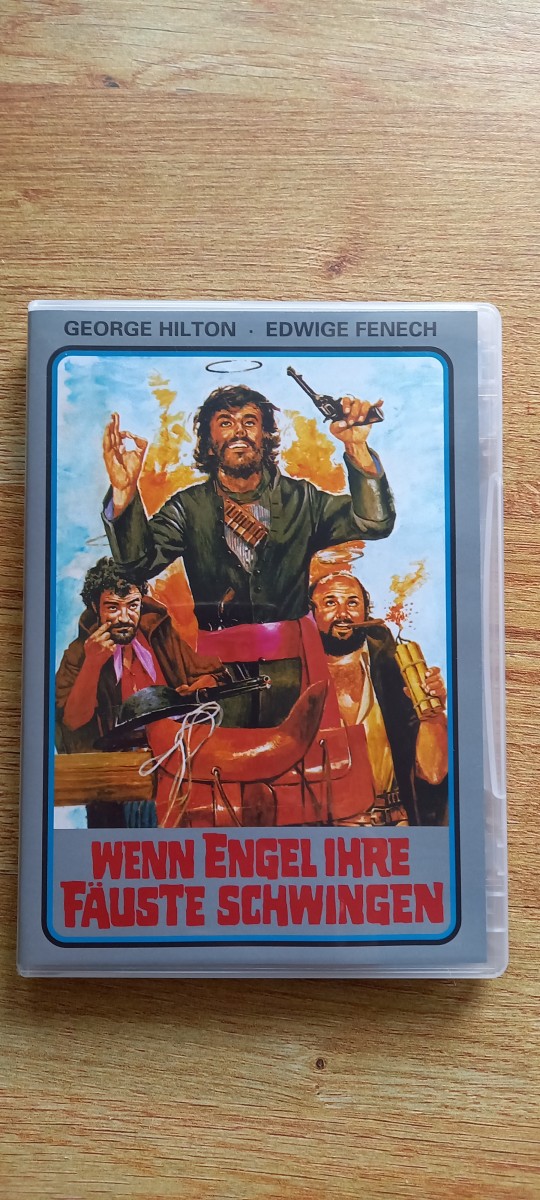 GEORGE HILTON · EDWIGE FENECH
WENN ENGEL IHRE
FÄUSTE SCHWINGEN